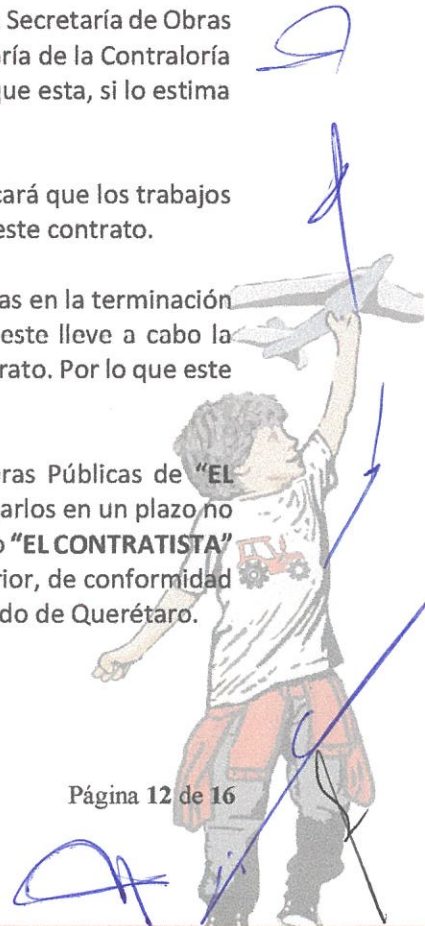 Secretaría de Obras
aría de la Contraloría
que esta, si lo estima
cará que los trabajos
este contrato.
as en la terminación
este lleve a cabo la
rato. Por lo que este
ras Públicas de "EL
garlos en un plazo no
o "EL CONTRATISTA"
rior, de conformidad
do de Querétaro.
Página 12 de 16